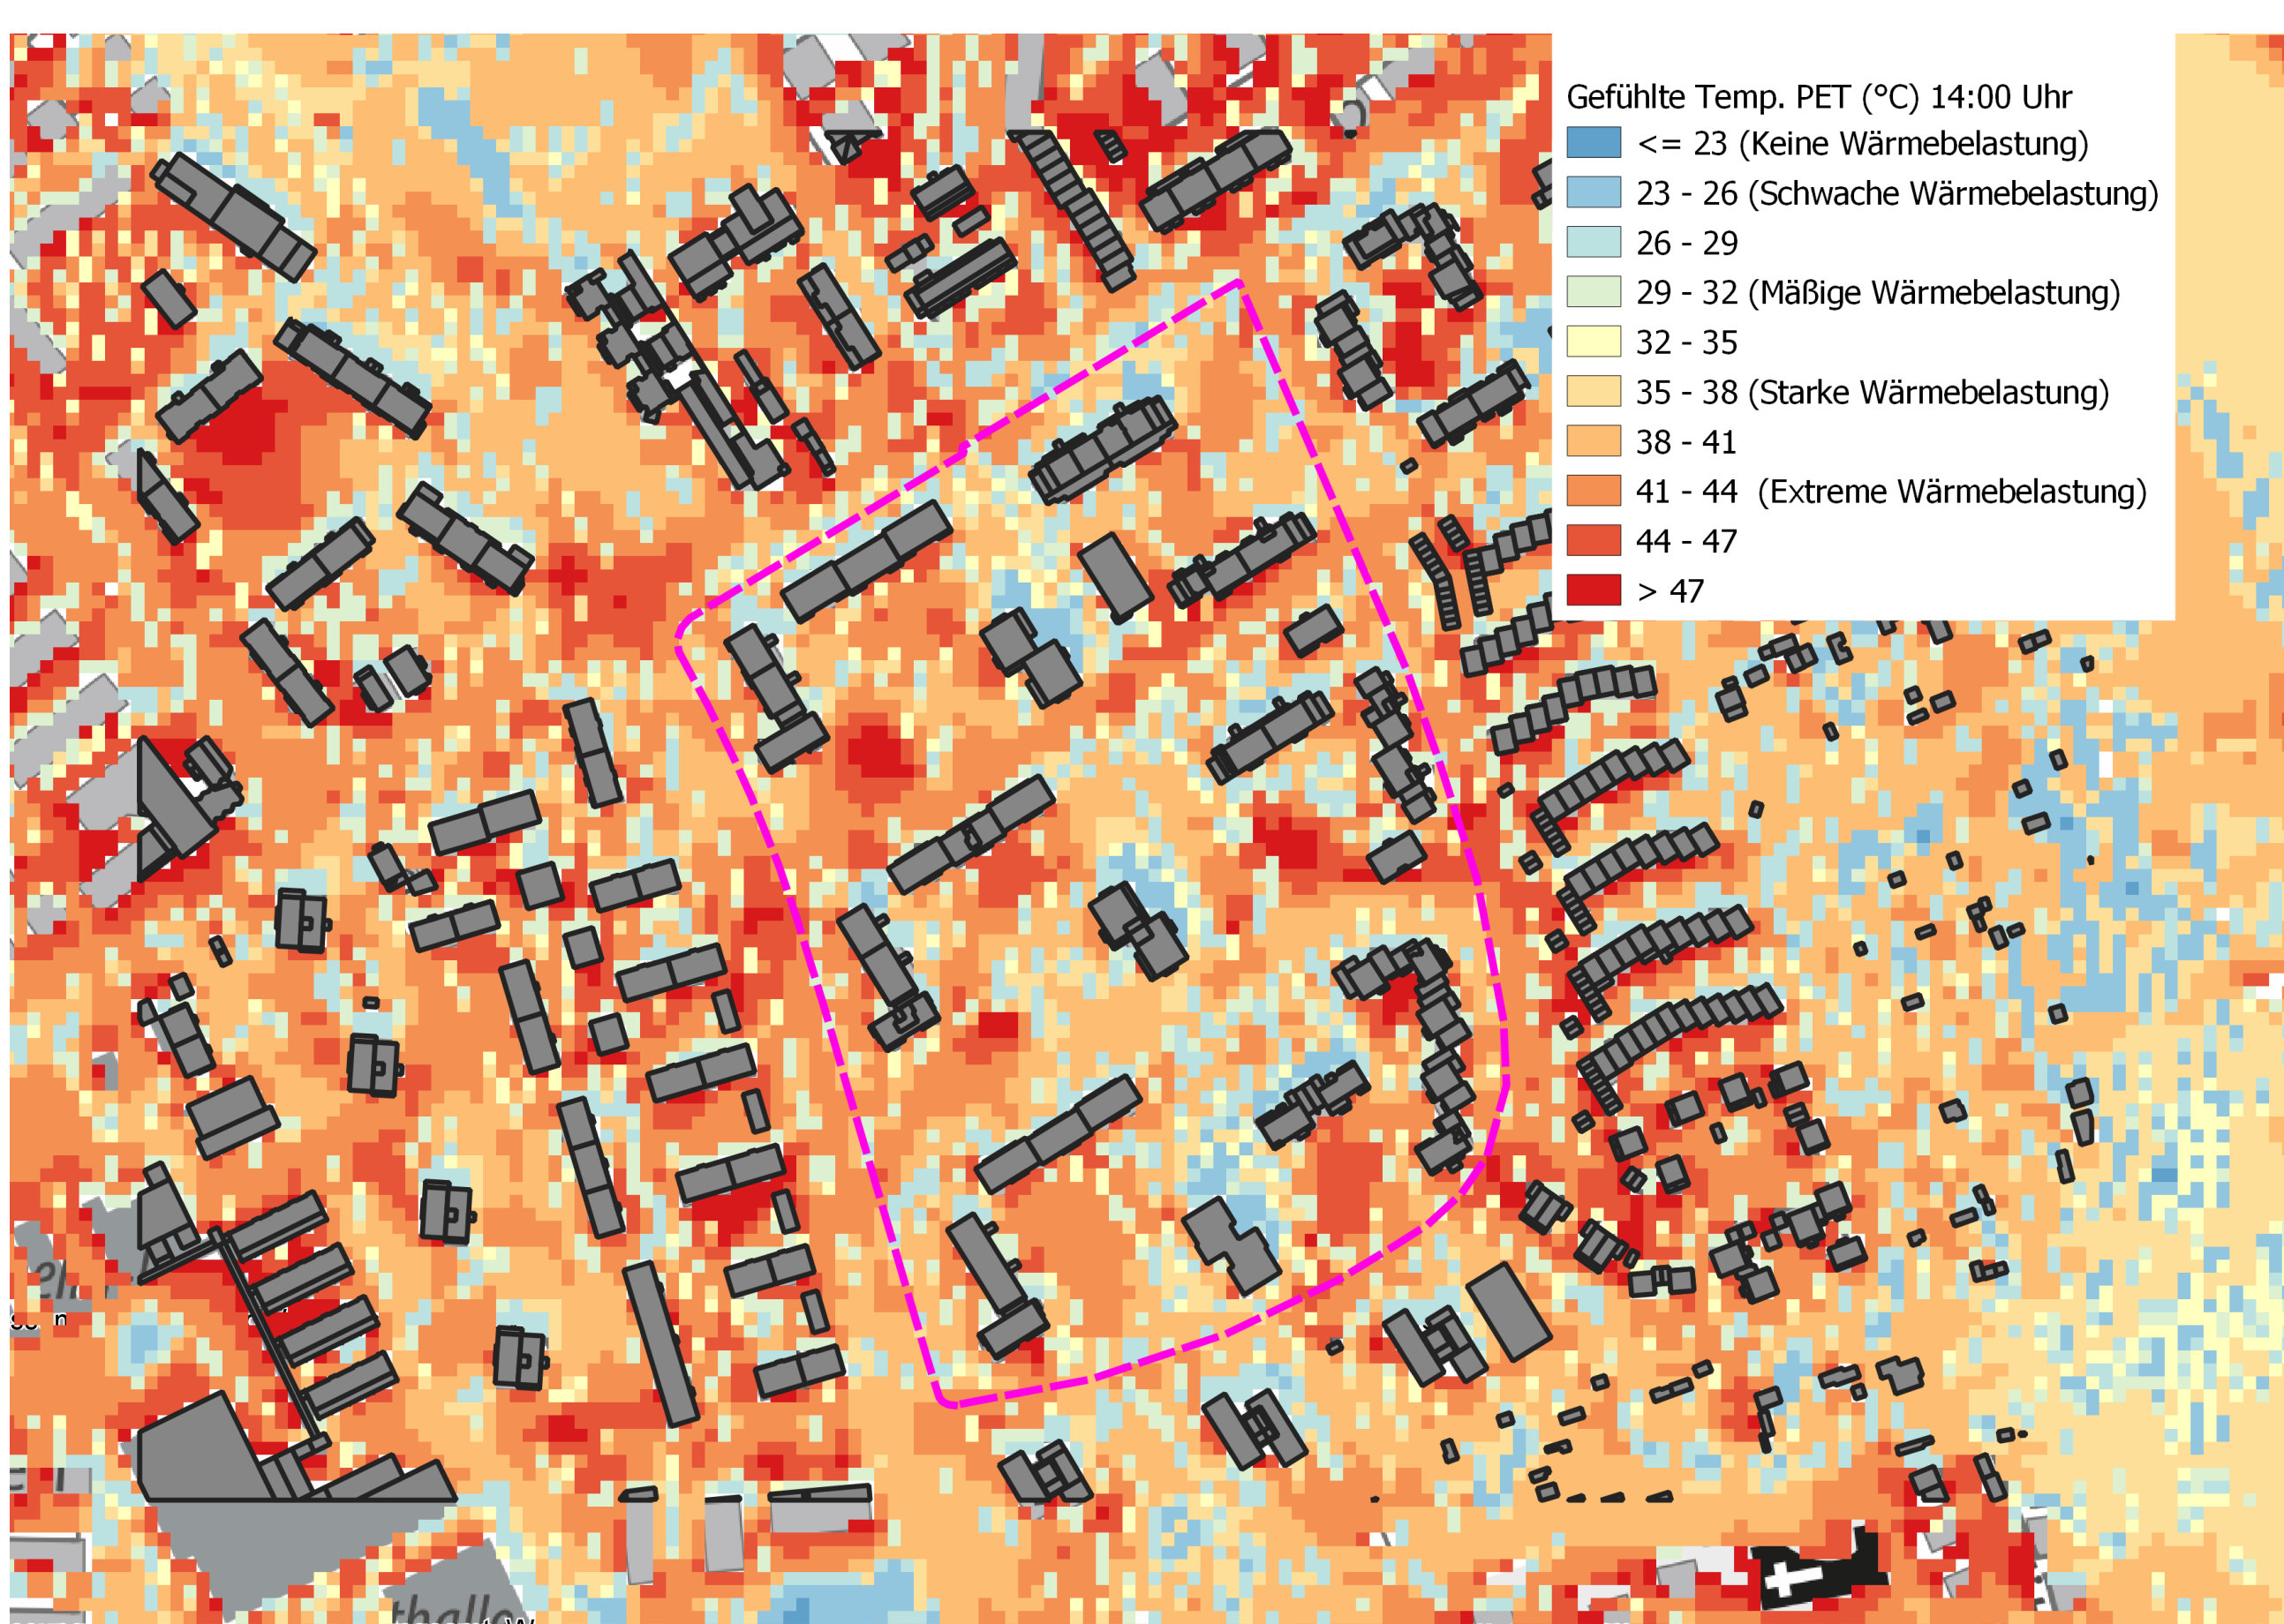 Gefühlte Temp. PET (°C) 14:00 Uhr
<= 23 (Keine Wärmebelastung)
23 - 26 (Schwache Wärmebelastung)
26 - 29
29 - 32 (Mäßige Wärmebelastung)
32 - 35
35 - 38 (Starke Wärmebelastung)
38 - 41
41 - 44 (Extreme Wärmebelastung)
44 - 47
> 47